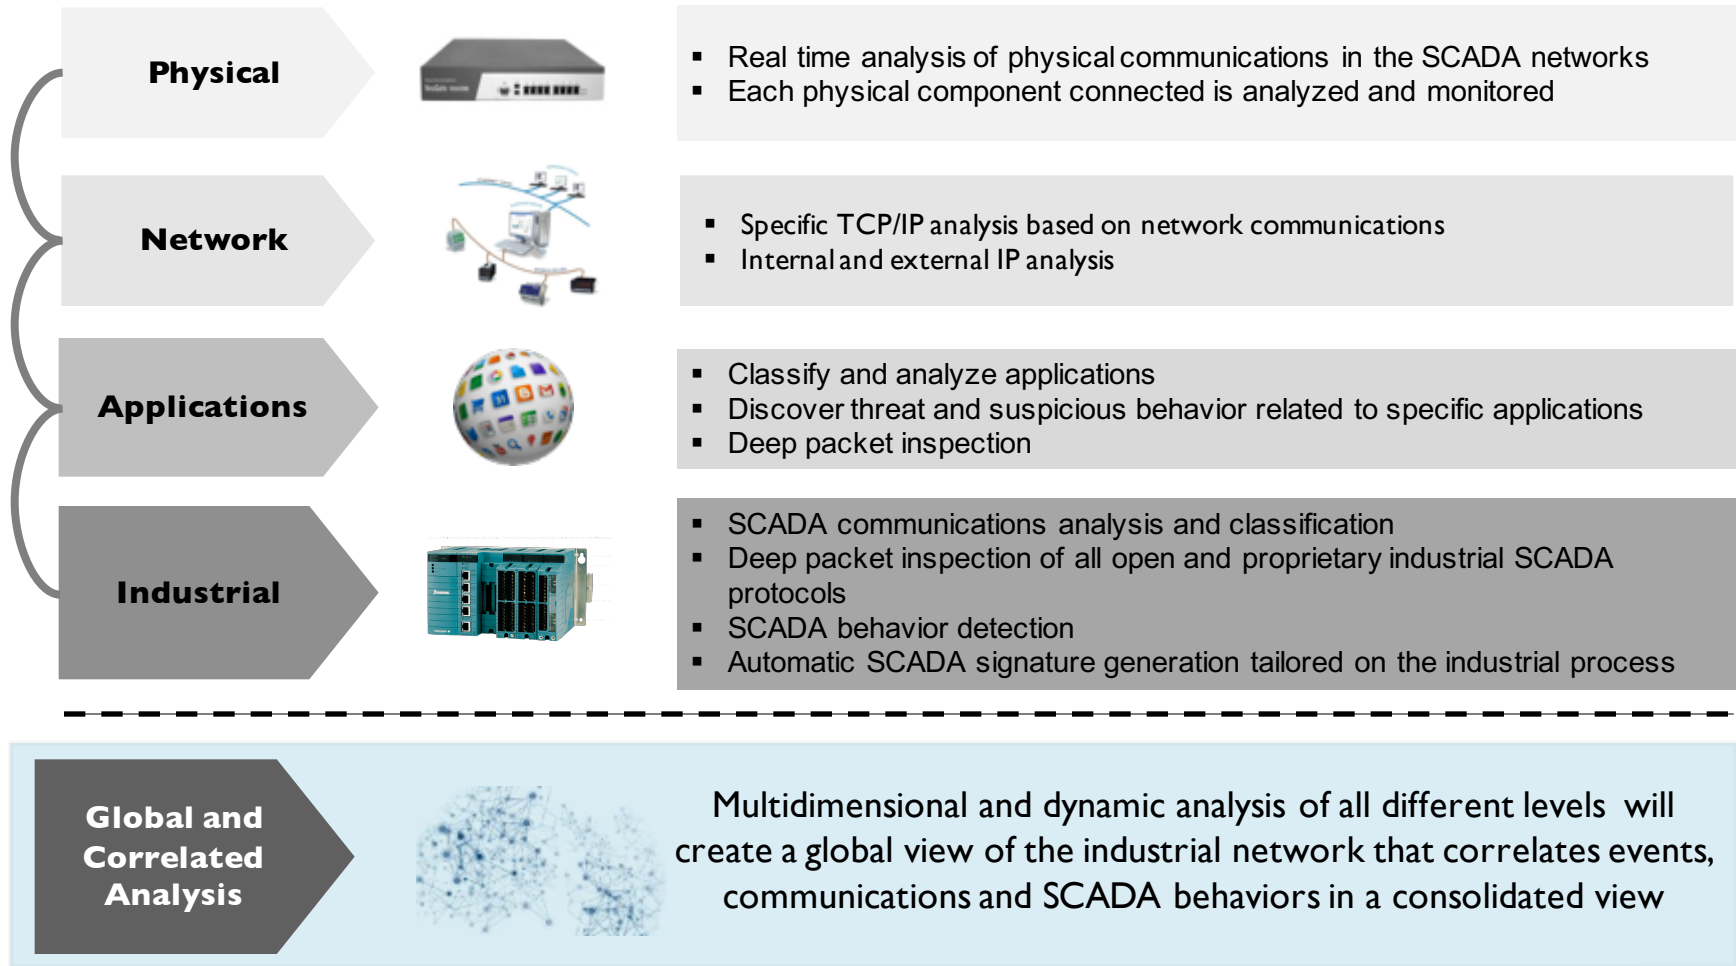 Physical
▪ Real time analysis of physical communications in the SCADA networks
▪ Each physical component connected is analyzed and monitored
Network
▪ Specific TCP/IP analysis based on network communications
▪ Internal and external IP analysis
Applications
▪ Classify and analyze applications
▪ Discover threat and suspicious behavior related to specific applications
▪ Deep packet inspection
Industrial
▪ SCADA communications analysis and classification
▪ Deep packet inspection of all open and proprietary industrial SCADA
protocols
▪ SCADA behavior detection
▪ Automatic SCADA signature generation tailored on the industrial process
Global and
Correlated
Analysis
Multidimensional and dynamic analysis of all different levels will
create a global view of the industrial network that correlates events,
communications and SCADA behaviors in a consolidated view